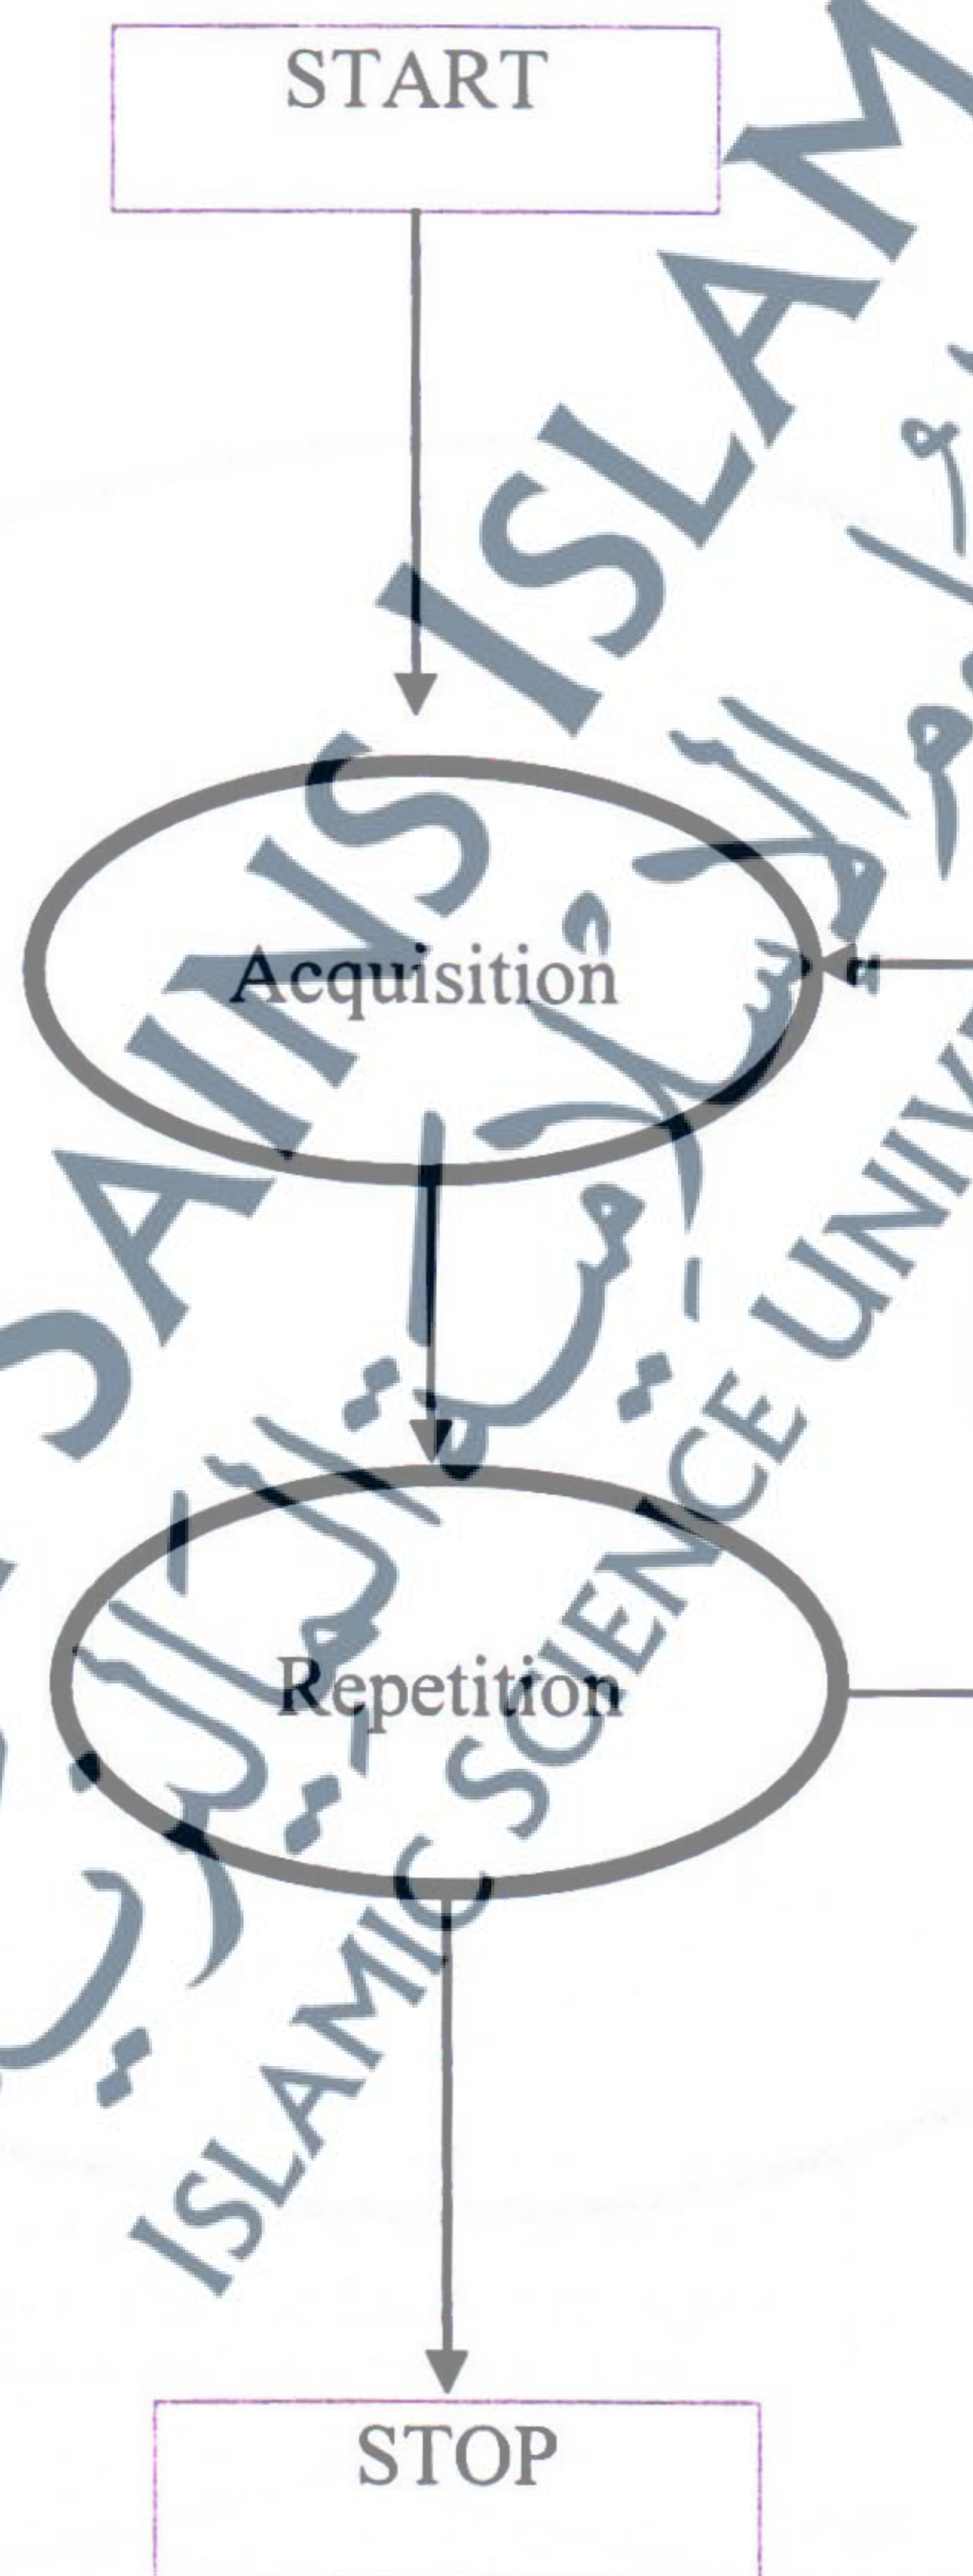 START
Acquisition
Repetition
STOP
SAINS ISLAM
ISLAMIC SCIENCE UNIV